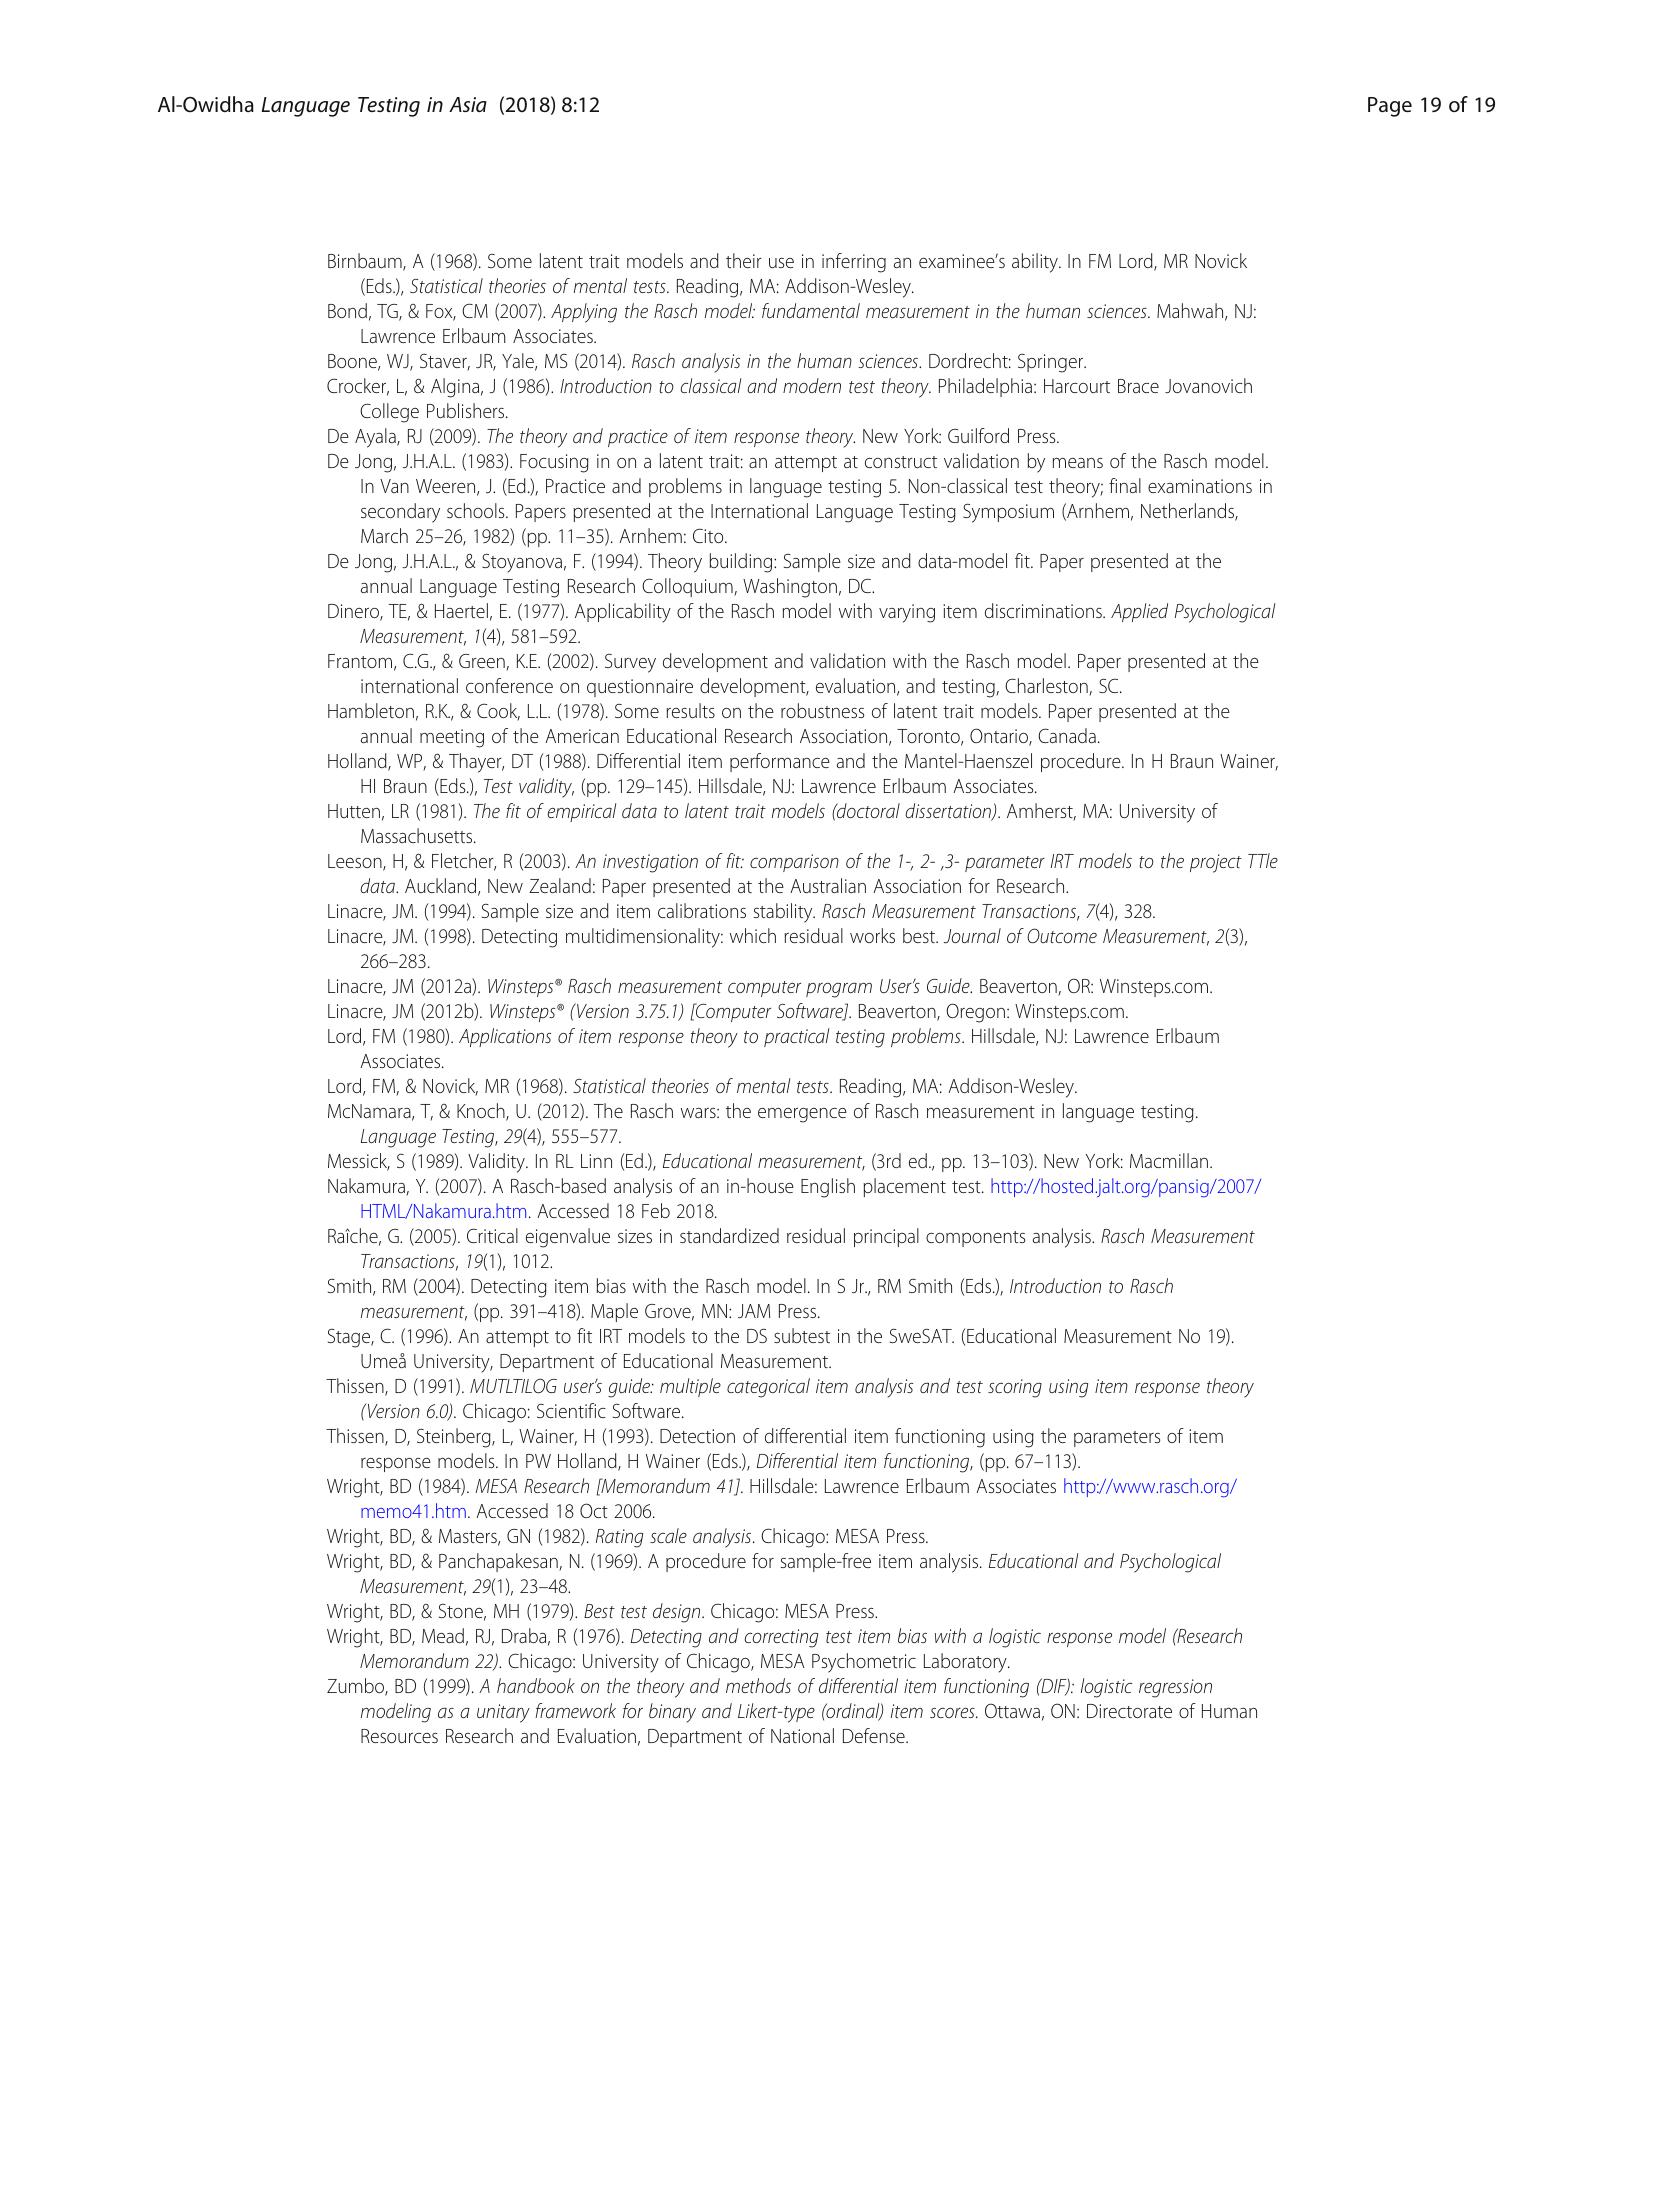 Al-Owidha Language Testing in Asia (2018) 8:12
Page 19 of 19
Birnbaum, A (1968). Some latent trait models and their use in inferring an examinee’s ability. In FM Lord, MR Novick
(Eds.), Statistical theories of mental tests. Reading, MA: Addison-Wesley.
Bond, TG, & Fox, CM (2007). Applying the Rasch model: fundamental measurement in the human sciences. Mahwah, NJ:
Lawrence Erlbaum Associates.
Boone, WJ, Staver, JR, Yale, MS (2014). Rasch analysis in the human sciences. Dordrecht: Springer.
Crocker, L, & Algina, J (1986). Introduction to classical and modern test theory. Philadelphia: Harcourt Brace Jovanovich
College Publishers.
De Ayala, RJ (2009). The theory and practice of item response theory. New York: Guilford Press.
De Jong, J.H.A.L. (1983). Focusing in on a latent trait: an attempt at construct validation by means of the Rasch model.
In Van Weeren, J. (Ed.), Practice and problems in language testing 5. Non-classical test theory; final examinations in
secondary schools. Papers presented at the International Language Testing Symposium (Arnhem, Netherlands,
March 25–26, 1982) (pp. 11–35). Arnhem: Cito.
De Jong, J.H.A.L., & Stoyanova, F. (1994). Theory building: Sample size and data-model fit. Paper presented at the
annual Language Testing Research Colloquium, Washington, DC.
Dinero, TE, & Haertel, E. (1977). Applicability of the Rasch model with varying item discriminations. Applied Psychological
Measurement, 1(4), 581–592.
Frantom, C.G., & Green, K.E. (2002). Survey development and validation with the Rasch model. Paper presented at the
international conference on questionnaire development, evaluation, and testing, Charleston, SC.
Hambleton, R.K., & Cook, L.L. (1978). Some results on the robustness of latent trait models. Paper presented at the
annual meeting of the American Educational Research Association, Toronto, Ontario, Canada.
Holland, WP, & Thayer, DT (1988). Differential item performance and the Mantel-Haenszel procedure. In H Braun Wainer,
HI Braun (Eds.), Test validity, (pp. 129–145). Hillsdale, NJ: Lawrence Erlbaum Associates.
Hutten, LR (1981). The fit of empirical data to latent trait models (doctoral dissertation). Amherst, MA: University of
Massachusetts.
Leeson, H, & Fletcher, R (2003). An investigation of fit: comparison of the 1-, 2- ,3- parameter IRT models to the project TTle
data. Auckland, New Zealand: Paper presented at the Australian Association for Research.
Linacre, JM. (1994). Sample size and item calibrations stability. Rasch Measurement Transactions, 7(4), 328.
Linacre, JM. (1998). Detecting multidimensionality: which residual works best. Journal of Outcome Measurement, 2(3),
266–283.
Linacre, JM (2012a). Winsteps® Rasch measurement computer program User’s Guide. Beaverton, OR: Winsteps.com.
Linacre, JM (2012b). Winsteps® (Version 3.75.1) [Computer Software]. Beaverton, Oregon: Winsteps.com.
Lord, FM (1980). Applications of item response theory to practical testing problems. Hillsdale, NJ: Lawrence Erlbaum
Associates.
Lord, FM, & Novick, MR (1968). Statistical theories of mental tests. Reading, MA: Addison-Wesley.
McNamara, T, & Knoch, U. (2012). The Rasch wars: the emergence of Rasch measurement in language testing.
Language Testing, 29(4), 555–577.
Messick, S (1989). Validity. In RL Linn (Ed.), Educational measurement, (3rd ed., pp. 13–103). New York: Macmillan.
Nakamura, Y. (2007). A Rasch-based analysis of an in-house English placement test. http://hosted.jalt.org/pansig/2007/
HTML/Nakamura.htm. Accessed 18 Feb 2018.
Raîche, G. (2005). Critical eigenvalue sizes in standardized residual principal components analysis. Rasch Measurement
Transactions, 19(1), 1012.
Smith, RM (2004). Detecting item bias with the Rasch model. In S Jr., RM Smith (Eds.), Introduction to Rasch
measurement, (pp. 391–418). Maple Grove, MN: JAM Press.
Stage, C. (1996). An attempt to fit IRT models to the DS subtest in the SweSAT. (Educational Measurement No 19).
Umeå University, Department of Educational Measurement.
Thissen, D (1991). MUTLTILOG user’s guide: multiple categorical item analysis and test scoring using item response theory
(Version 6.0). Chicago: Scientific Software.
Thissen, D, Steinberg, L, Wainer, H (1993). Detection of differential item functioning using the parameters of item
response models. In PW Holland, H Wainer (Eds.), Differential item functioning, (pp. 67–113).
Wright, BD (1984). MESA Research [Memorandum 41]. Hillsdale: Lawrence Erlbaum Associates http://www.rasch.org/
memo41.htm. Accessed 18 Oct 2006.
Wright, BD, & Masters, GN (1982). Rating scale analysis. Chicago: MESA Press.
Wright, BD, & Panchapakesan, N. (1969). A procedure for sample-free item analysis. Educational and Psychological
Measurement, 29(1), 23–48.
Wright, BD, & Stone, MH (1979). Best test design. Chicago: MESA Press.
Wright, BD, Mead, RJ, Draba, R (1976). Detecting and correcting test item bias with a logistic response model (Research
Memorandum 22). Chicago: University of Chicago, MESA Psychometric Laboratory.
Zumbo, BD (1999). A handbook on the theory and methods of differential item functioning (DIF): logistic regression
modeling as a unitary framework for binary and Likert-type (ordinal) item scores. Ottawa, ON: Directorate of Human
Resources Research and Evaluation, Department of National Defense.